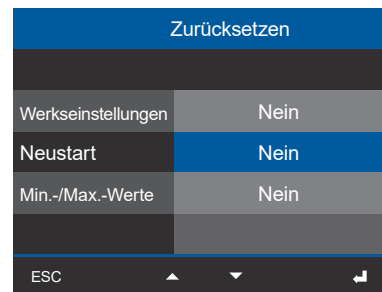 Zurücksetzen
Werkseinstellungen Nein
Neustart Nein
Min.-/Max.-Werte Nein
ESC